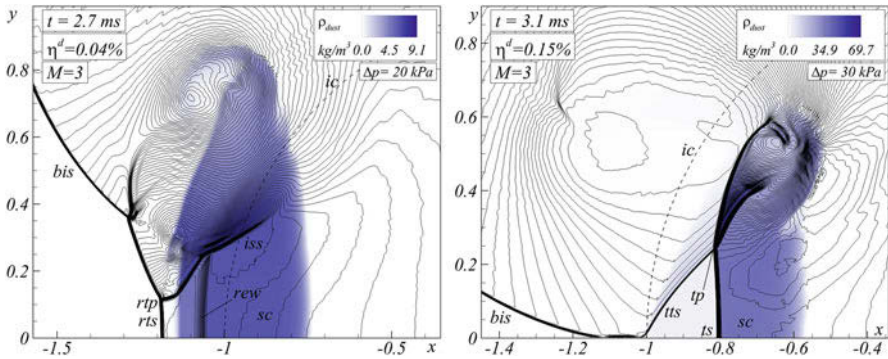 y
t = 2.7 ms
η^d=0.04%
M=3
ρ_dust
kg/m³ 0.0 4.5 9.1
Δp= 20 kPa
0.8
0.6
0.4
0.2
0
ic
bis
iss
rtp
rts
rew
sc
-1.5 -1 -0.5 x
y
t = 3.1 ms
η^d=0.15%
M=3
ρ_dust
kg/m³ 0.0 34.9 69.7
Δp= 30 kPa
0.8
0.6
0.4
0.2
0
ic
bis
tts
tp
ts
sc
-1.4 -1.2 -1 -0.8 -0.6 x -0.4